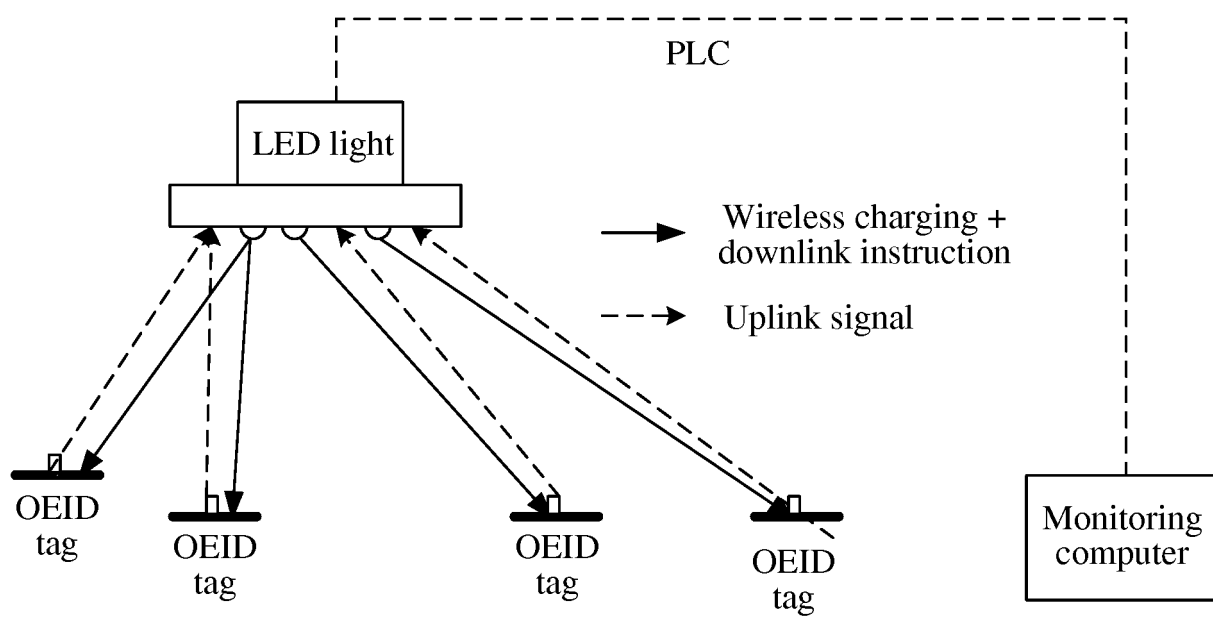 PLC
LED light
Wireless charging +
downlink instruction
Uplink signal
OEID
tag
OEID
tag
OEID
tag
OEID
tag
Monitoring
computer